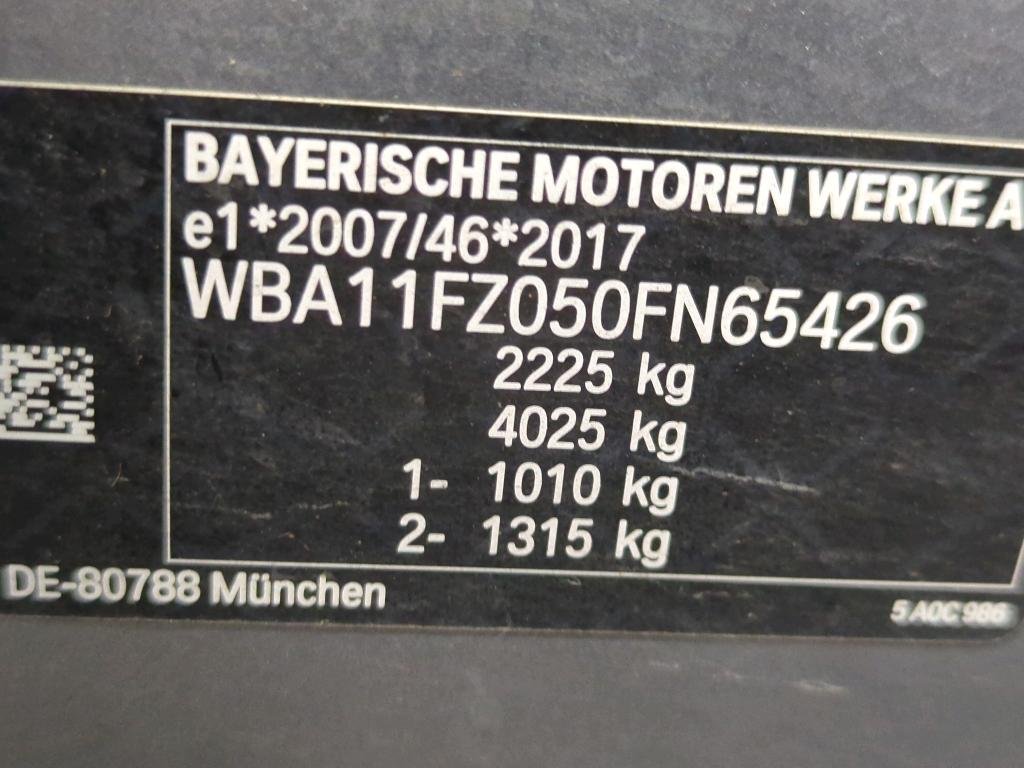 BAYERISCHE MOTOREN WERKE A
e1*2007/46*2017
WBA11FZ050FN65426
2225 kg
4025 kg
1- 1010 kg
2- 1315 kg
DE-80788 München
5 A0C 986